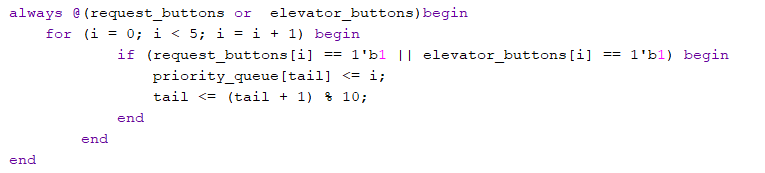 always @(request_buttons or  elevator_buttons)begin
    for (i = 0; i < 5; i = i + 1) begin
            if (request_buttons[i] == 1'b1 || elevator_buttons[i] == 1'b1) begin
                priority_queue[tail] <= i;
                tail <= (tail + 1) % 10;
            end
        end
end